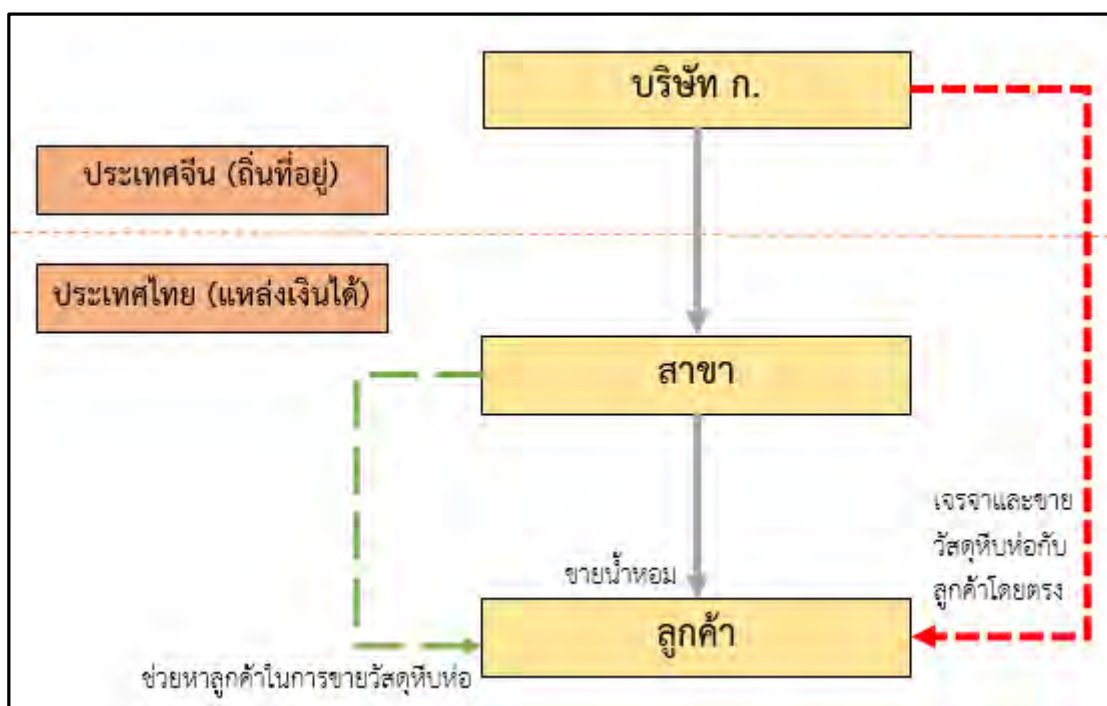 บริษัท ก.
ประเทศจีน (ถิ่นที่อยู่)
ประเทศไทย (แหล่งเงินได้)
สาขา
เจรจาและขาย
วัสดุหีบห่อกับ
ลูกค้าโดยตรง
ขายน้ำหอม
ลูกค้า
ช่วยหาลูกค้าในการขายวัสดุหีบห่อ